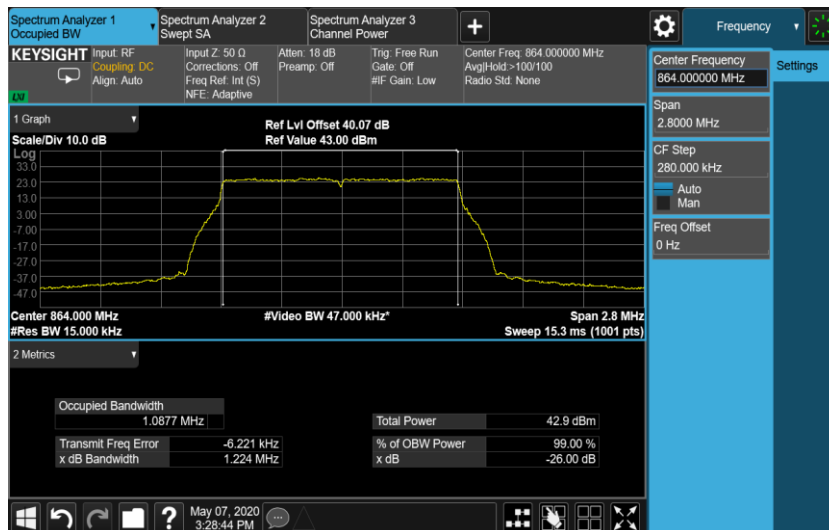 Spectrum Analyzer 1
Occupied BW
Spectrum Analyzer 2
Swept SA
Spectrum Analyzer 3
Channel Power
Frequency
KEYSIGHT
Input: RF
Coupling: DC
Align: Auto
Input Z: 50 Ω
Corrections: Off
Freq Ref: Int (S)
NFE: Adaptive
Atten: 18 dB
Preamp: Off
Trig: Free Run
Gate: Off
#IF Gain: Low
Center Freq: 864.000000 MHz
Avg|Hold:>100/100
Radio Std: None
Center Frequency
864.000000 MHz
Settings
Span
2.8000 MHz
CF Step
280.000 kHz
Auto
Man
Freq Offset
0 Hz
1 Graph
Scale/Div 10.0 dB
Ref Lvl Offset 40.07 dB
Ref Value 43.00 dBm
Log
33.0
23.0
13.0
3.00
-7.00
-17.0
-27.0
-37.0
-47.0
Center 864.000 MHz
#Res BW 15.000 kHz
#Video BW 47.000 kHz*
Span 2.8 MHz
Sweep 15.3 ms (1001 pts)
2 Metrics
Occupied Bandwidth
1.0877 MHz
Total Power 42.9 dBm
Transmit Freq Error -6.221 kHz
% of OBW Power 99.00 %
x dB Bandwidth 1.224 MHz
x dB -26.00 dB
May 07, 2020
3:28:44 PM